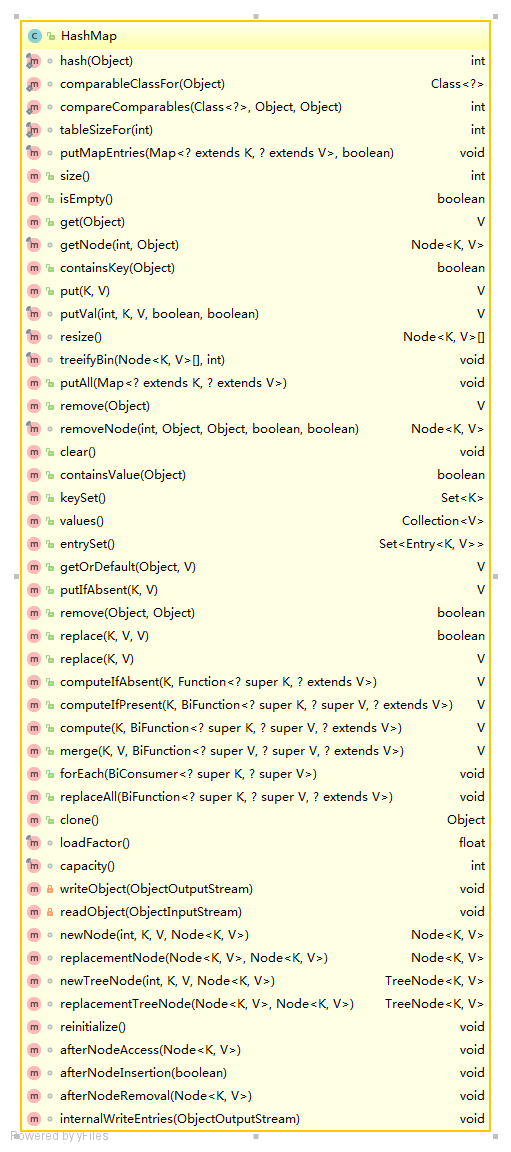 HashMap
hash(Object) int
comparableClassFor(Object) Class<?>
compareComparables(Class<?>, Object, Object) int
tableSizeFor(int) int
putMapEntries(Map<? extends K, ? extends V>, boolean) void
size() int
isEmpty() boolean
get(Object) V
getNode(int, Object) Node<K, V>
containsKey(Object) boolean
put(K, V) V
putVal(int, K, V, boolean, boolean) V
resize() Node<K, V>[]
treeifyBin(Node<K, V>[], int) void
putAll(Map<? extends K, ? extends V>) void
remove(Object) V
removeNode(int, Object, Object, boolean, boolean) Node<K, V>
clear() void
containsValue(Object) boolean
keySet() Set<K>
values() Collection<V>
entrySet() Set<Entry<K, V>>
getOrDefault(Object, V) V
putIfAbsent(K, V) V
remove(Object, Object) boolean
replace(K, V, V) boolean
replace(K, V) V
computeIfAbsent(K, Function<? super K, ? extends V>) V
computeIfPresent(K, BiFunction<? super K, ? super V, ? extends V>) V
compute(K, BiFunction<? super K, ? super V, ? extends V>) V
merge(K, V, BiFunction<? super V, ? super V, ? extends V>) V
forEach(BiConsumer<? super K, ? super V>) void
replaceAll(BiFunction<? super K, ? super V, ? extends V>) void
clone() Object
loadFactor() float
capacity() int
writeObject(ObjectOutputStream) void
readObject(ObjectInputStream) void
newNode(int, K, V, Node<K, V>) Node<K, V>
replacementNode(Node<K, V>, Node<K, V>) Node<K, V>
newTreeNode(int, K, V, Node<K, V>) TreeNode<K, V>
replacementTreeNode(Node<K, V>, Node<K, V>) TreeNode<K, V>
reinitialize() void
afterNodeAccess(Node<K, V>) void
afterNodeInsertion(boolean) void
afterNodeRemoval(Node<K, V>) void
internalWriteEntries(ObjectOutputStream) void
Powered by yFiles